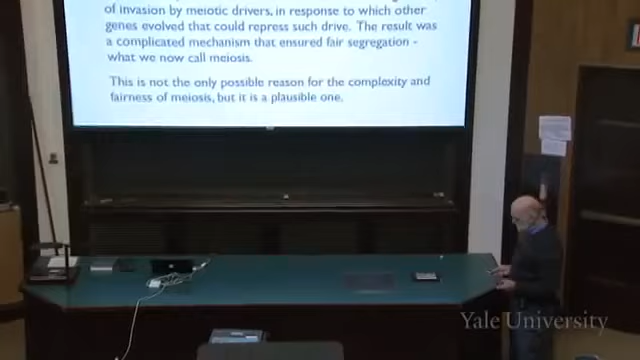 of invasion by meiotic drivers, in response to which other
genes evolved that could repress such drive. The result was
a complicated mechanism that ensured fair segregation -
what we now call meiosis.
This is not the only possible reason for the complexity and
fairness of meiosis, but it is a plausible one.
Yale University